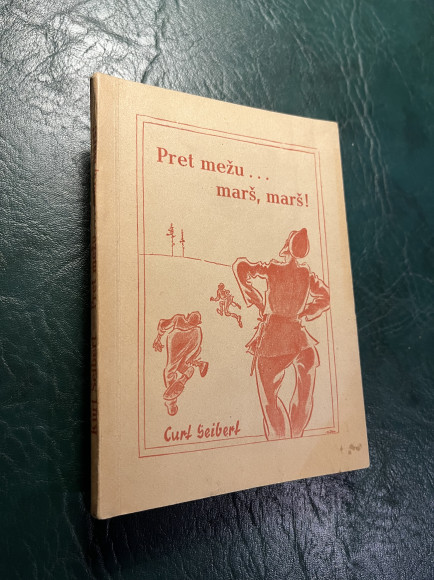 Pret mežu . . .
marš, marš!
Curt Seibert